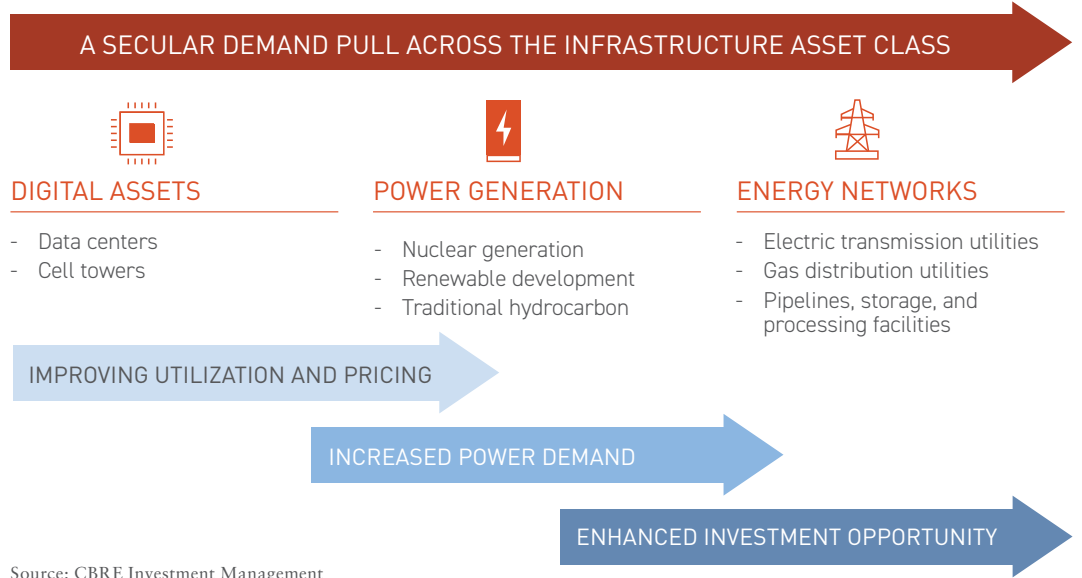 A SECULAR DEMAND PULL ACROSS THE INFRASTRUCTURE ASSET CLASS
DIGITAL ASSETS
- Data centers
- Cell towers
POWER GENERATION
- Nuclear generation
- Renewable development
- Traditional hydrocarbon
ENERGY NETWORKS
- Electric transmission utilities
- Gas distribution utilities
- Pipelines, storage, and
processing facilities
IMPROVING UTILIZATION AND PRICING
INCREASED POWER DEMAND
ENHANCED INVESTMENT OPPORTUNITY
Source: CBRE Investment Management